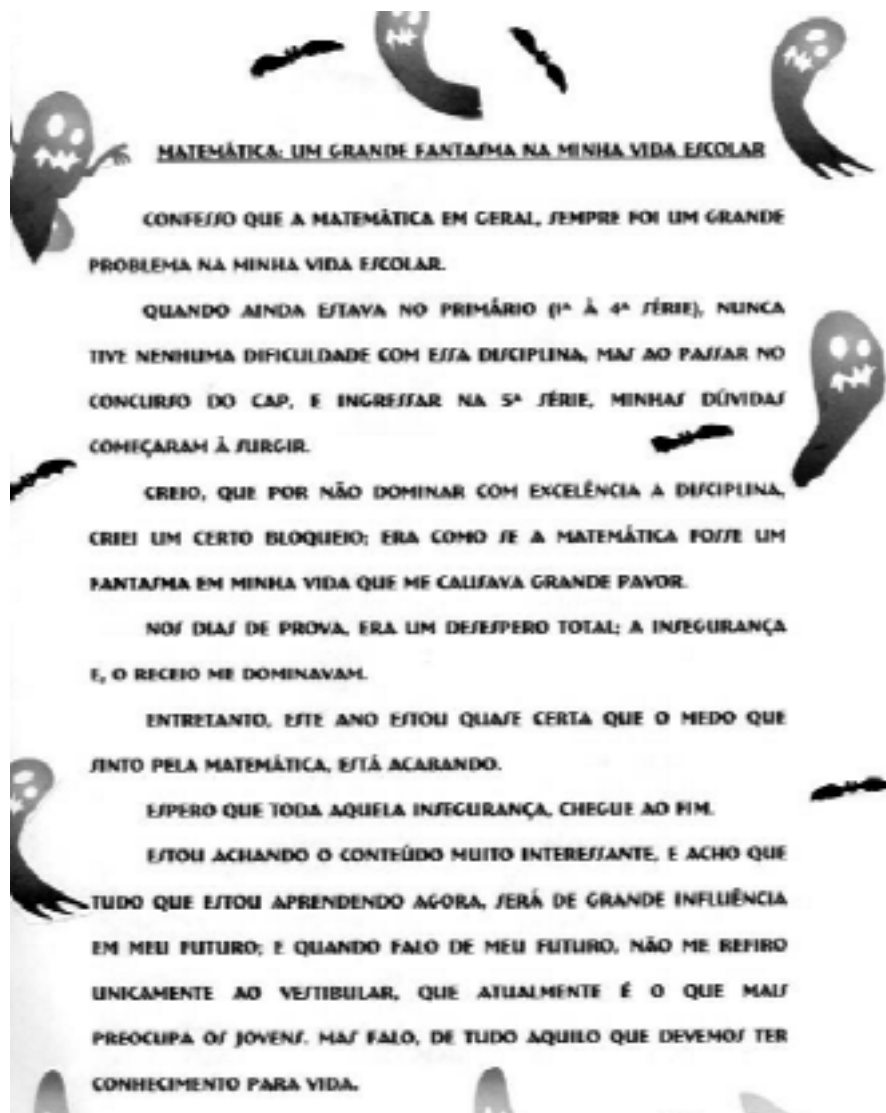 MATEMÁTICA: UM GRANDE FANTASMA NA MINHA VIDA ESCOLAR
CONFESSO QUE A MATEMÁTICA EM GERAL, SEMPRE FOI UM GRANDE
PROBLEMA NA MINHA VIDA ESCOLAR.
QUANDO AINDA ESTAVA NO PRIMÁRIO (1ª À 4ª SÉRIE), NUNCA
TIVE NENHUMA DIFICULDADE COM ESSA DISCIPLINA, MAS AO PASSAR NO
CONCURSO DO CAP, E INGRESSAR NA 5ª SÉRIE, MINHAS DÚVIDAS
COMEÇARAM À SURGIR.
CREIO, QUE POR NÃO DOMINAR COM EXCELÊNCIA A DISCIPLINA,
CRIEI UM CERTO BLOQUEIO; ERA COMO SE A MATEMÁTICA FOSSE UM
FANTASMA EM MINHA VIDA QUE ME CAUSAVA GRANDE PAVOR.
NOS DIAS DE PROVA, ERA UM DESESPERO TOTAL; A INSEGURANÇA
E, O RECEIO ME DOMINAVAM.
ENTRETANTO, ESTE ANO ESTOU QUASE CERTA QUE O MEDO QUE
SINTO PELA MATEMÁTICA, ESTÁ ACABANDO.
ESPERO QUE TODA AQUELA INSEGURANÇA, CHEGUE AO FIM.
ESTOU ACHANDO O CONTEÚDO MUITO INTERESSANTE, E ACHO QUE
TUDO QUE ESTOU APRENDENDO AGORA, SERÁ DE GRANDE INFLUÊNCIA
EM MEU FUTURO; E QUANDO FALO DE MEU FUTURO, NÃO ME REFIRO
UNICAMENTE AO VESTIBULAR, QUE ATUALMENTE É O QUE MAIS
PREOCUPA OS JOVENS. MAS FALO, DE TUDO AQUILO QUE DEVEMOS TER
CONHECIMENTO PARA VIDA.